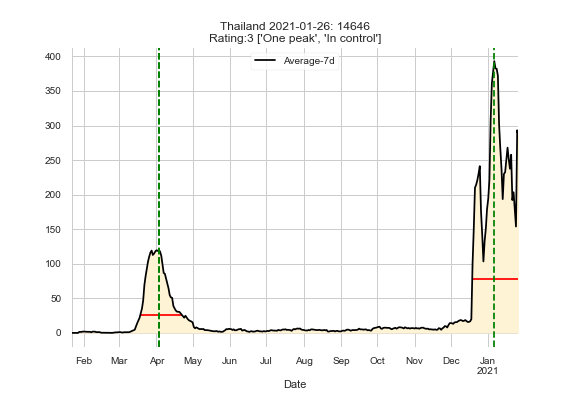 Thailand 2021-01-26: 14646
Rating:3 ['One peak', 'In control']
Average-7d
400
350
300
250
200
150
100
50
0
Feb Mar Apr May Jun Jul Aug Sep Oct Nov Dec Jan
2021
Date